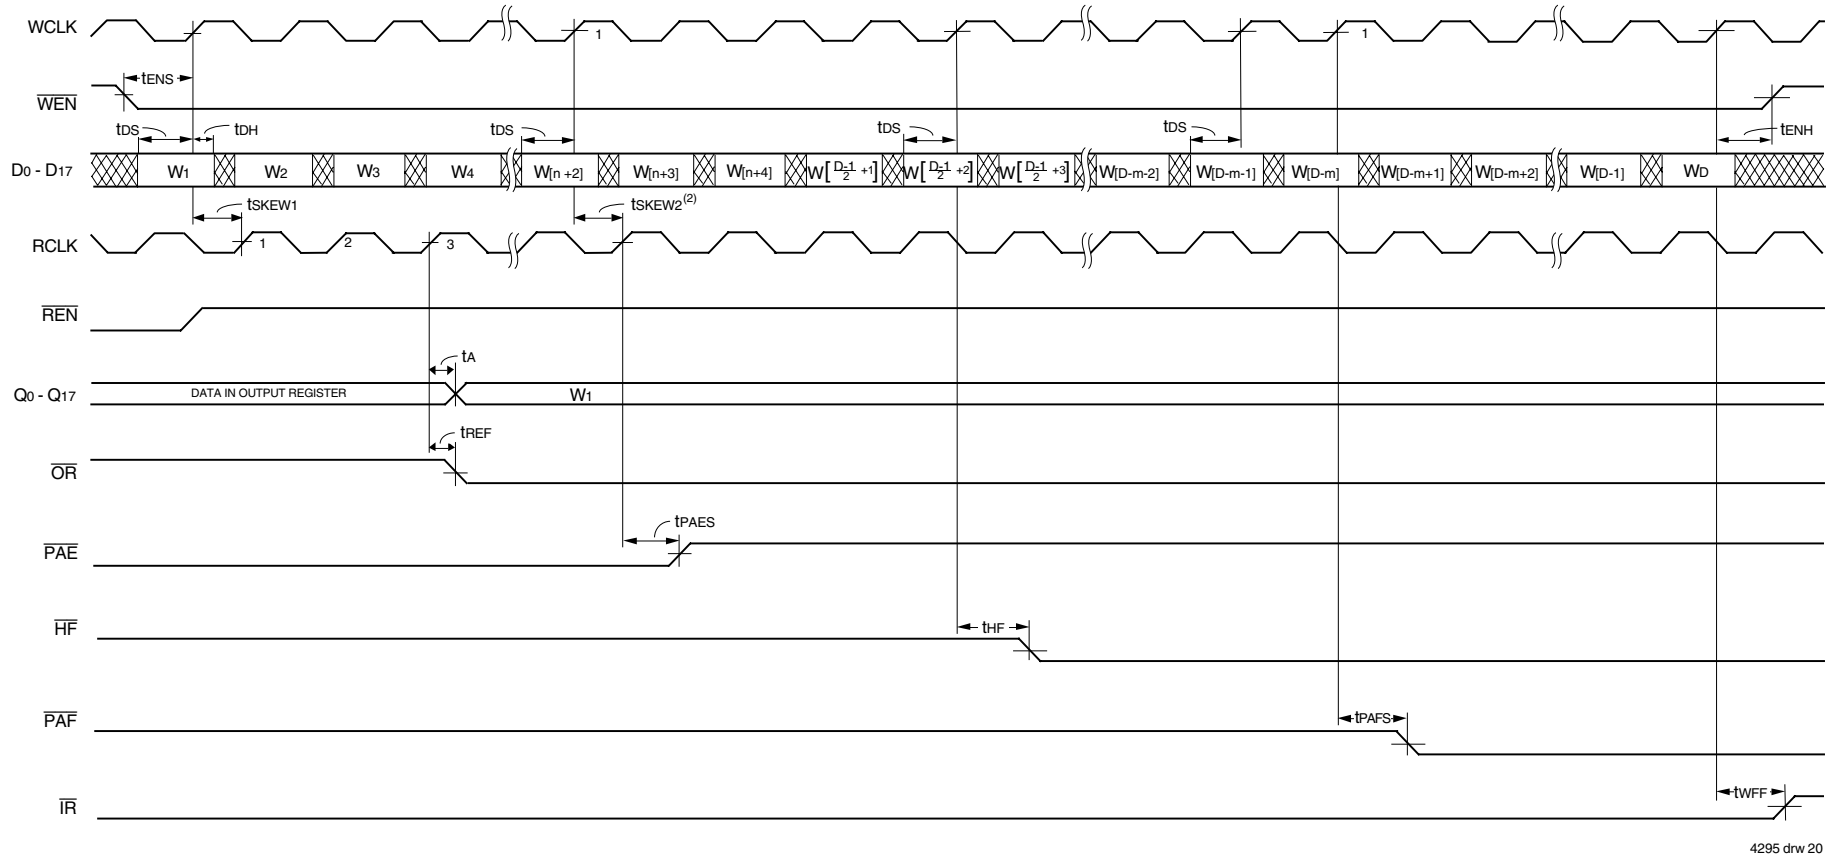 WCLK 1 1
tENS
WEN
tDS tDH tDS tDS tDS tENH
D0 - D17 W1 W2 W3 W4 W[n +2] W[n+3] W[n+4] W[D-1/2 +1] W[D-1/2 +2] W[D-1/2 +3] W[D-m-2] W[D-m-1] W[D-m] W[D-m+1] W[D-m+2] W[D-1] WD
tSKEW1 tSKEW2(2)
RCLK 1 2 3
REN
tA
Q0 - Q17 DATA IN OUTPUT REGISTER W1
tREF
OR
tPAES
PAE
HF tHF
PAF tPAFS
tWFF
IR
4295 drw 20